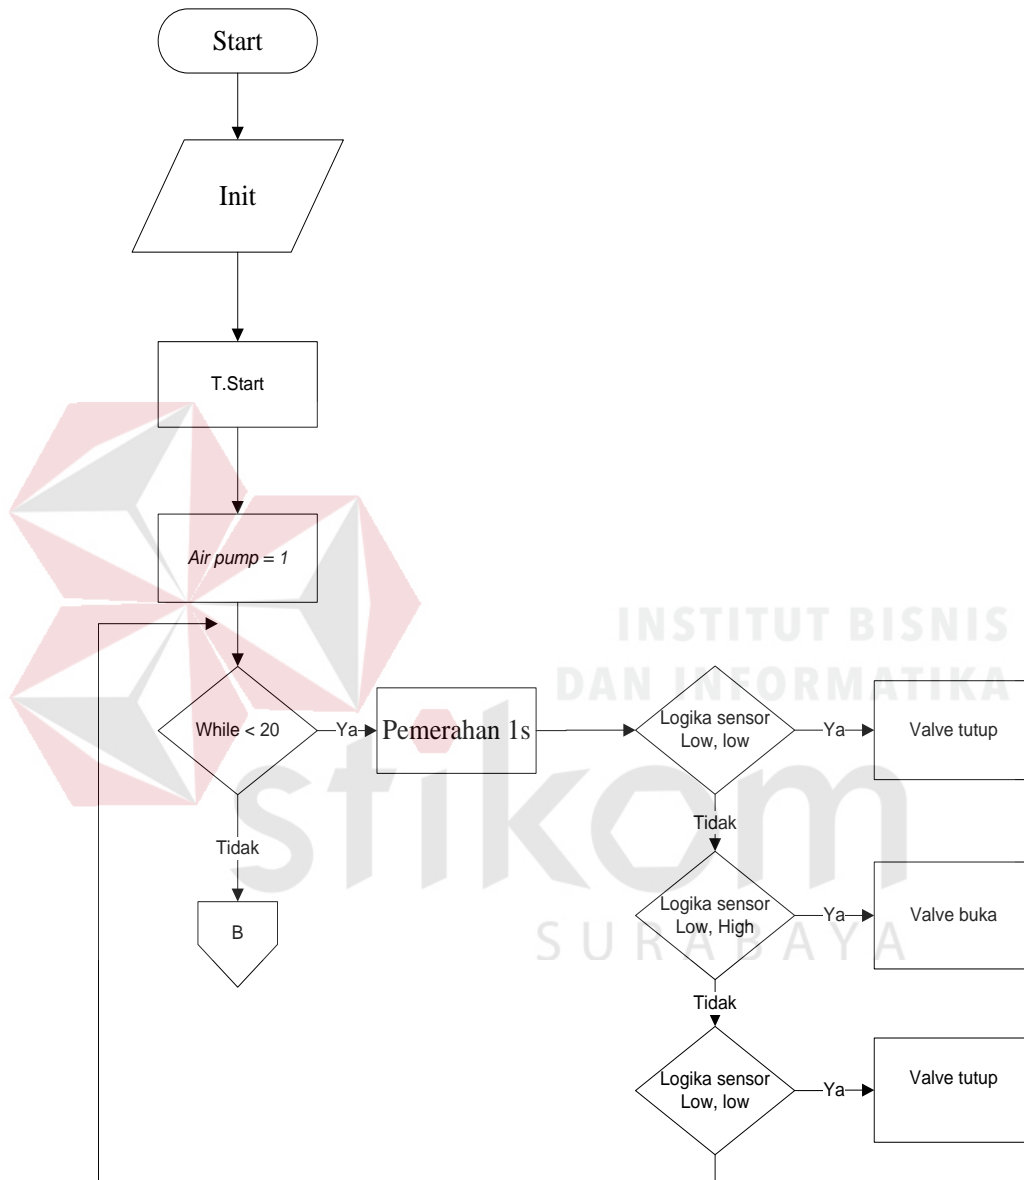 Start
Init
T.Start
Air pump = 1
INSTITUT BISNIS
DAN INFORMATIKA
While < 20
Ya
Pemerahan 1s
Logika sensor
Low, low
Ya
Valve tutup
stikom
Tidak
Tidak
B
Logika sensor
Low, High
Ya
Valve buka
SURABAYA
Tidak
Logika sensor
Low, low
Ya
Valve tutup